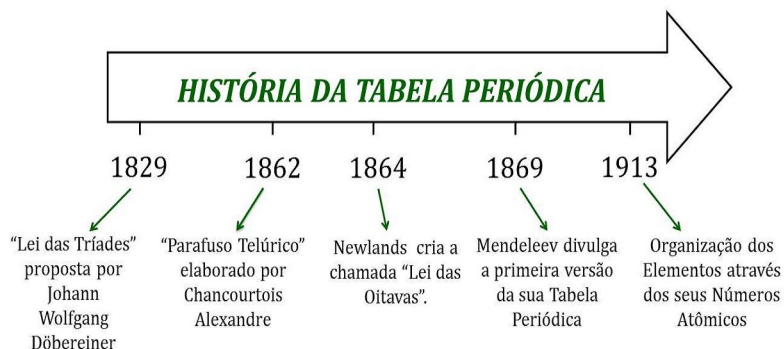 HISTÓRIA DA TABELA PERIÓDICA
1829
1862
1864
1869
1913
“Lei das Tríades”
proposta por
Johann
Wolfgang
Döbereiner
“Parafuso Telúrico”
elaborado por
Chancourtois
Alexandre
Newlands cria a
chamada “Lei das
Oitavas”.
Mendeleev divulga
a primeira versão
da sua Tabela
Periódica
Organização dos
Elementos através
dos seus Números
Atômicos